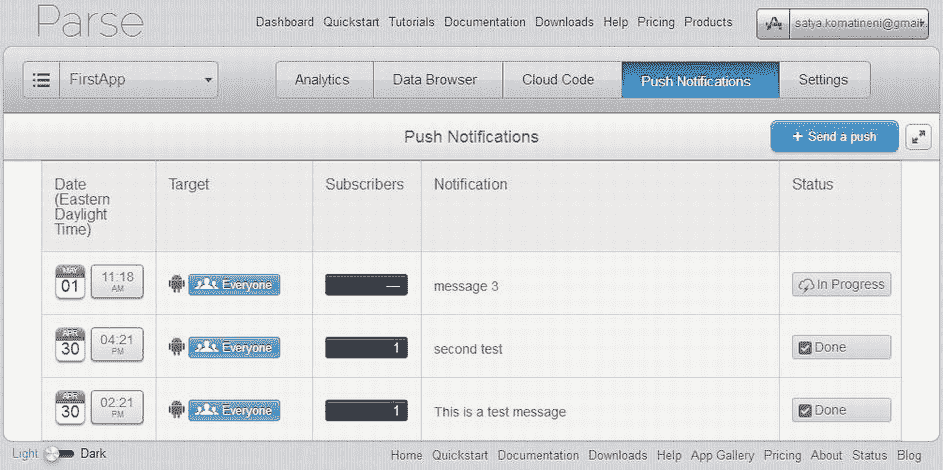 Parse
Dashboard Quickstart Tutorials Documentation Downloads Help Pricing Products
satya.komatineni@gmail
FirstApp
Analytics Data Browser Cloud Code Push Notifications Settings
Push Notifications
+ Send a push
Date (Eastern Daylight Time) Target Subscribers Notification Status
MAY 01 11:18 AM Everyone — message 3 In Progress
APR 30 04:21 PM Everyone 1 second test Done
APR 30 02:21 PM Everyone 1 This is a test message Done
Light Dark
Home Quickstart Documentation Downloads Help App Gallery Pricing About Status Blog